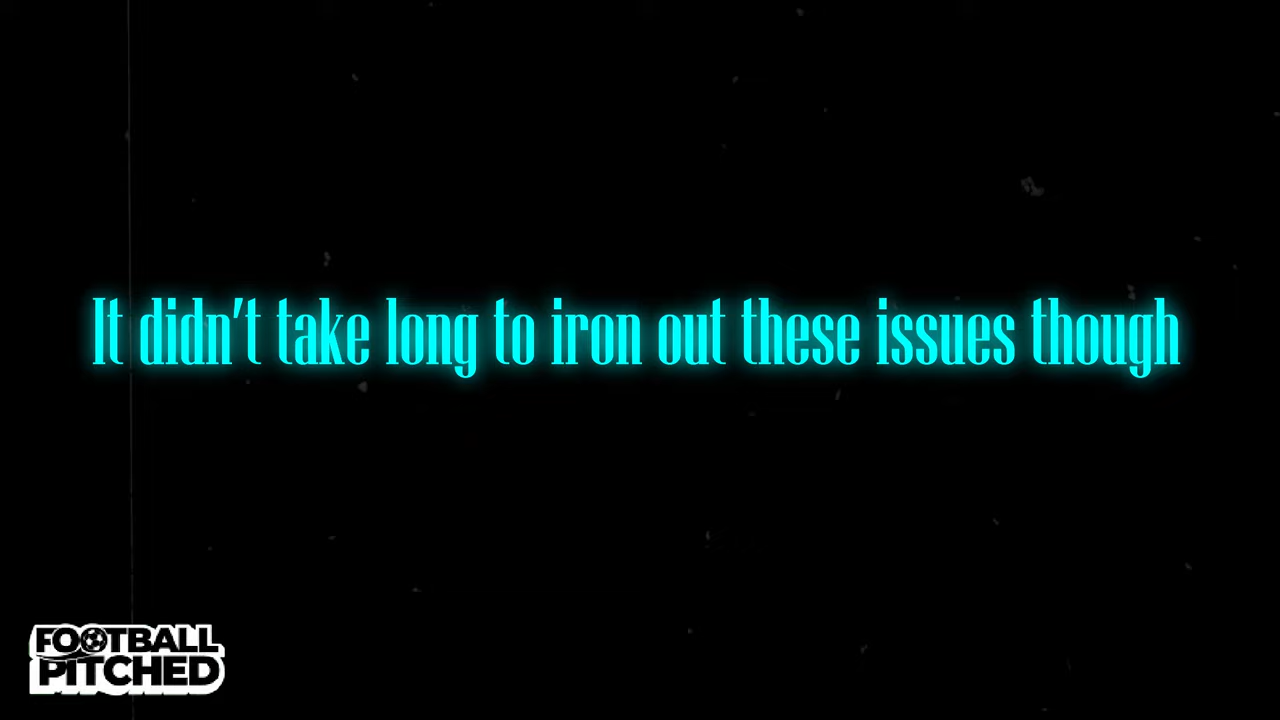 It didn't take long to iron out these issues though
FOOTBALL
PITCHED